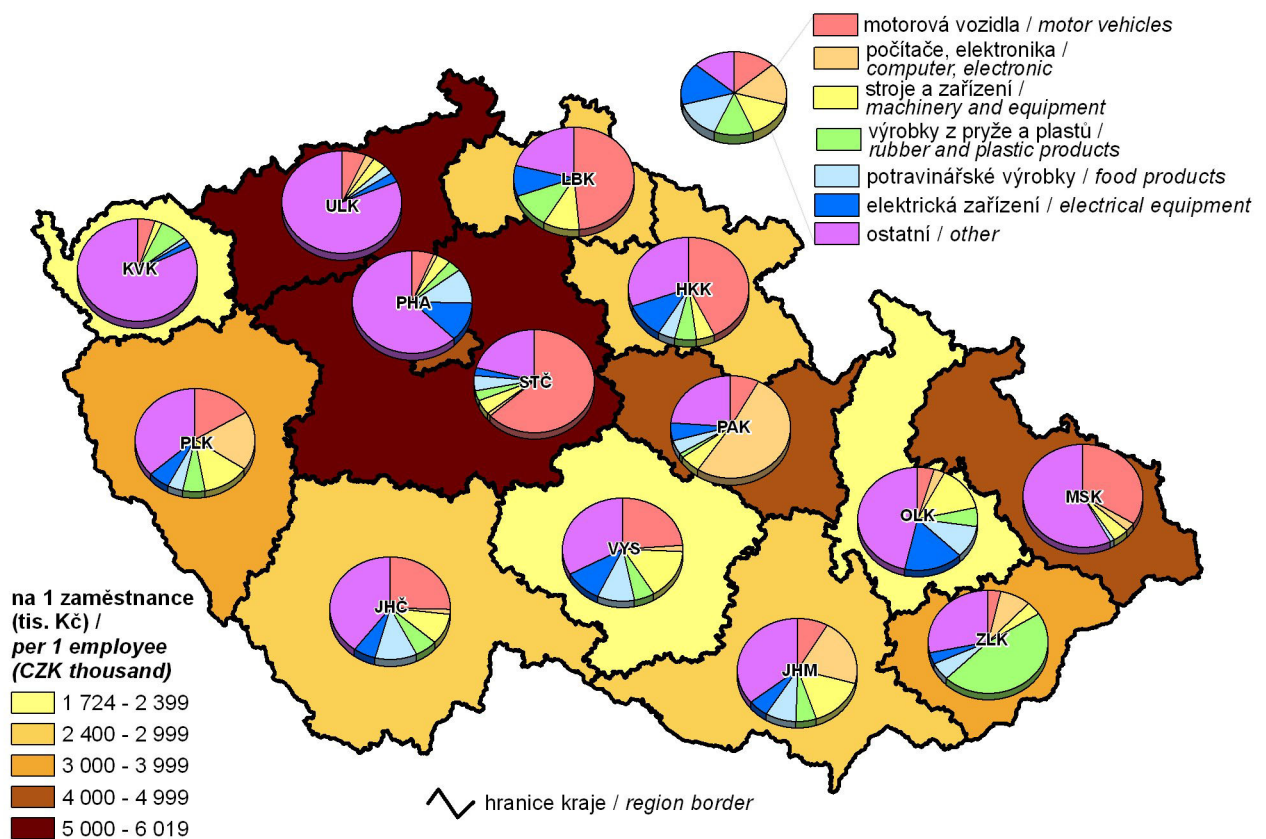 motorová vozidla / motor vehicles
počítače, elektronika /
computer, electronic
stroje a zařízení /
machinery and equipment
výrobky z pryže a plastů /
rubber and plastic products
potravinářské výrobky / food products
elektrická zařízení / electrical equipment
ostatní / other
LBK
ULK
KVK
HKK
PHA
STČ
PAK
PLK
MSK
OLK
VYS
JHČ
ZLK
JHM
na 1 zaměstnance
(tis. Kč) /
per 1 employee
(CZK thousand)
1 724 - 2 399
2 400 - 2 999
3 000 - 3 999
4 000 - 4 999
5 000 - 6 019
hranice kraje / region border